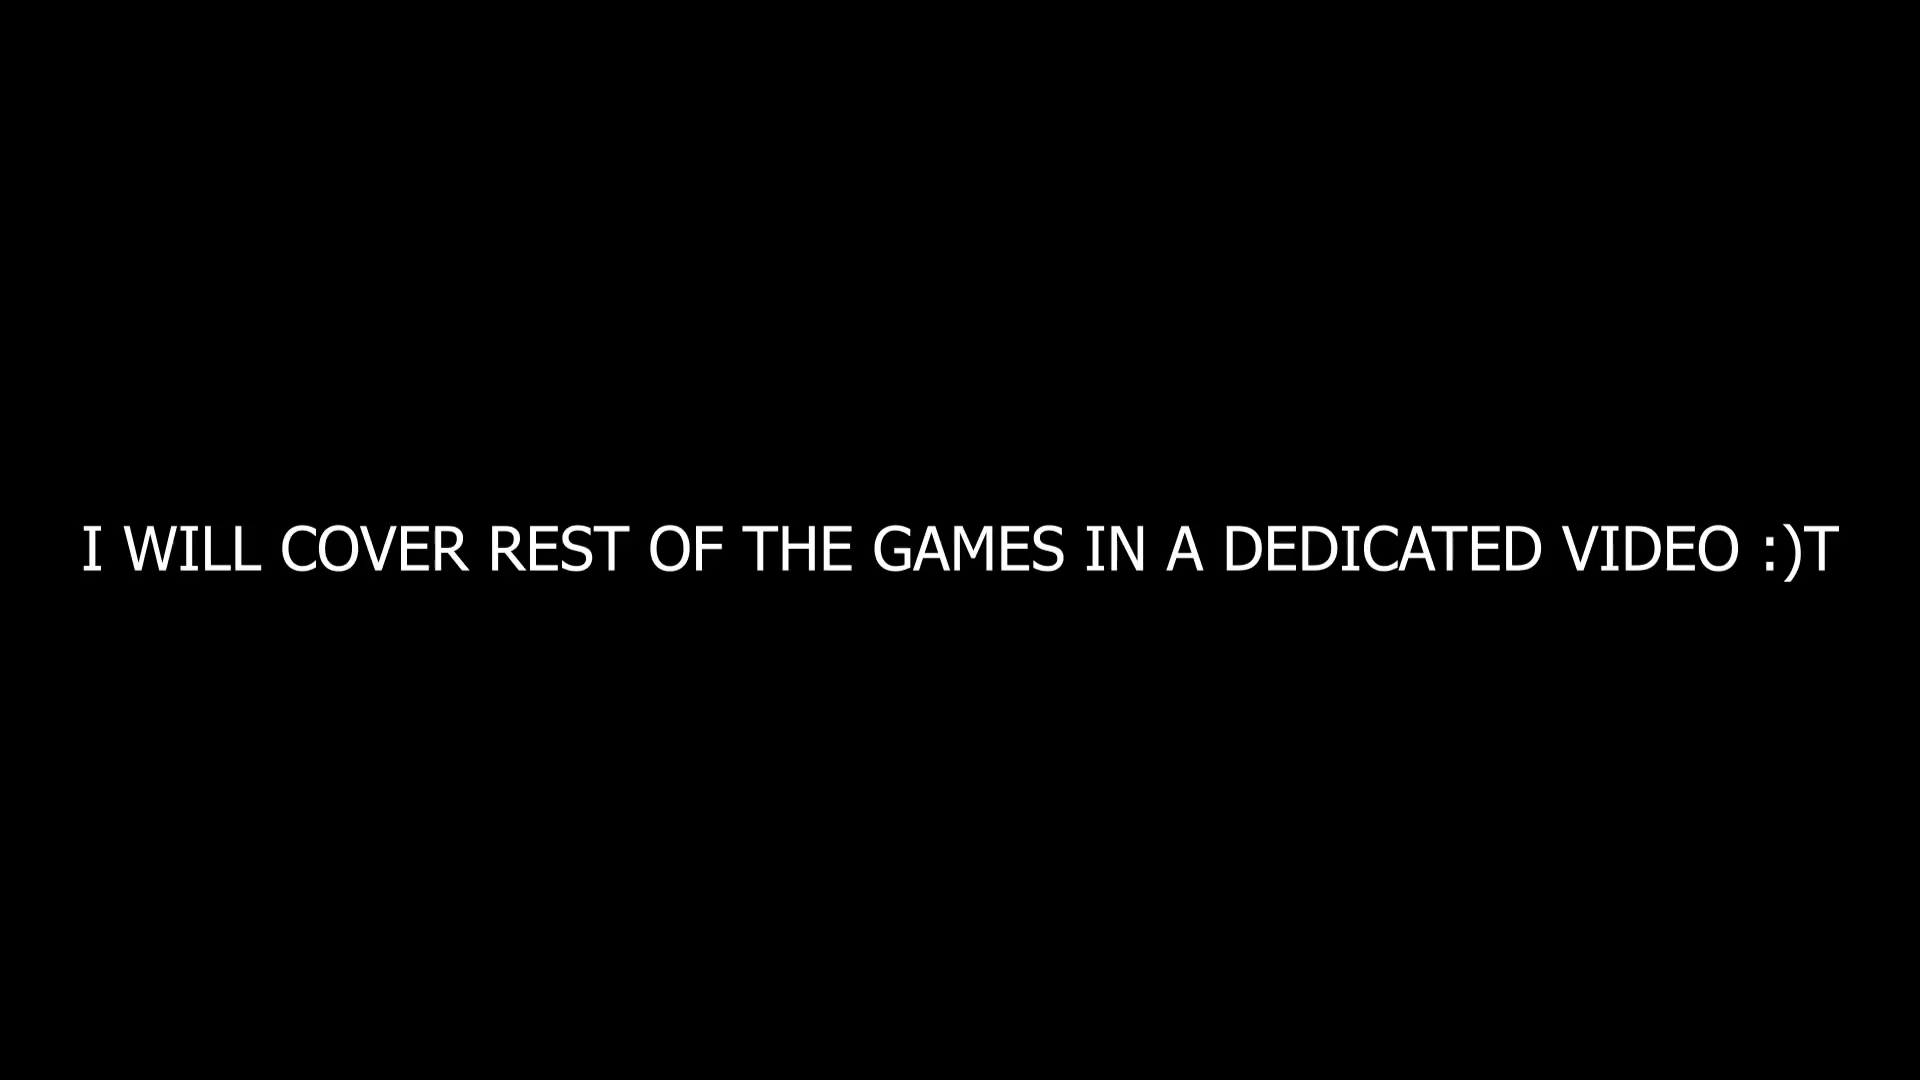 I WILL COVER REST OF THE GAMES IN A DEDICATED VIDEO :)T